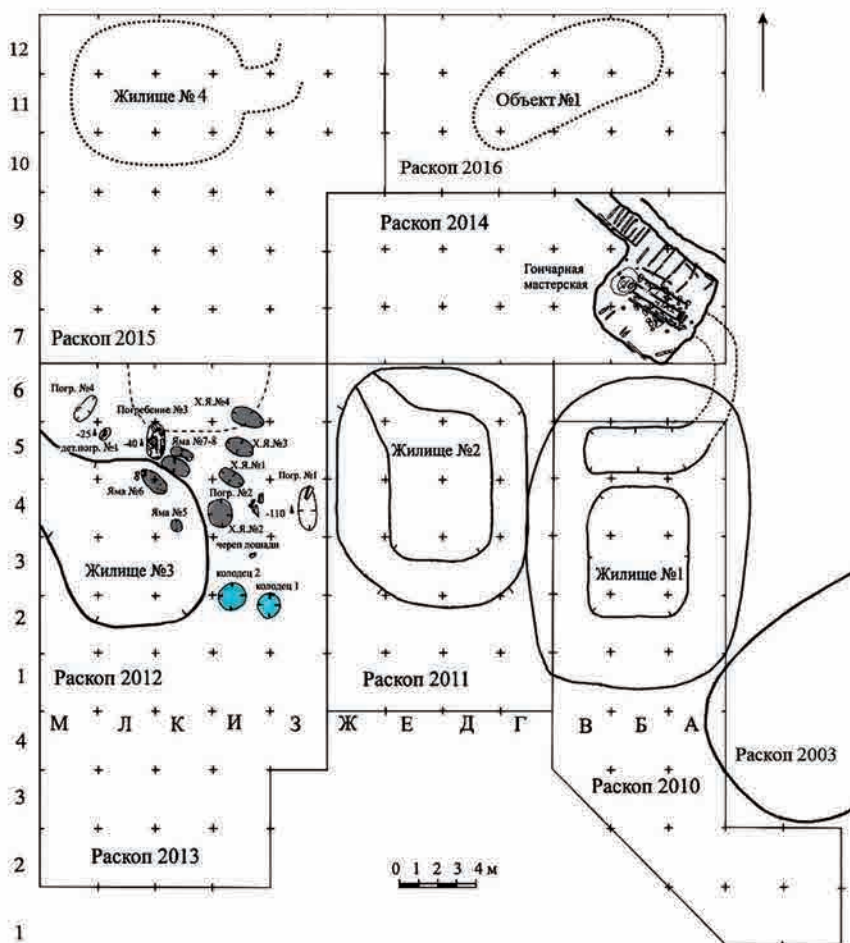 12
Жилище № 4
Объект №1
11
10
Раскоп 2016
9
Раскоп 2014
8
Гончарная
мастерская
7
Раскоп 2015
6
Погр. №4
Х.Я.№4
Погребение №3
-25
5
-40
Яма №7-8
Х.Я.№3
Жилище №2
дет.погр. №1
Х.Я.№1
Погр. №1
8
Яма №6
Погр. №2
4
-110
Яма №5
Х.Я.№2
череп лошади
3
Жилище №3
Жилище №1
колодец 2
колодец 1
2
1
Раскоп 2012
Раскоп 2011
М Л К И З Ж Е Д Г В Б А
4
Раскоп 2003
3
Раскоп 2010
2
Раскоп 2013
0 1 2 3 4 м
1